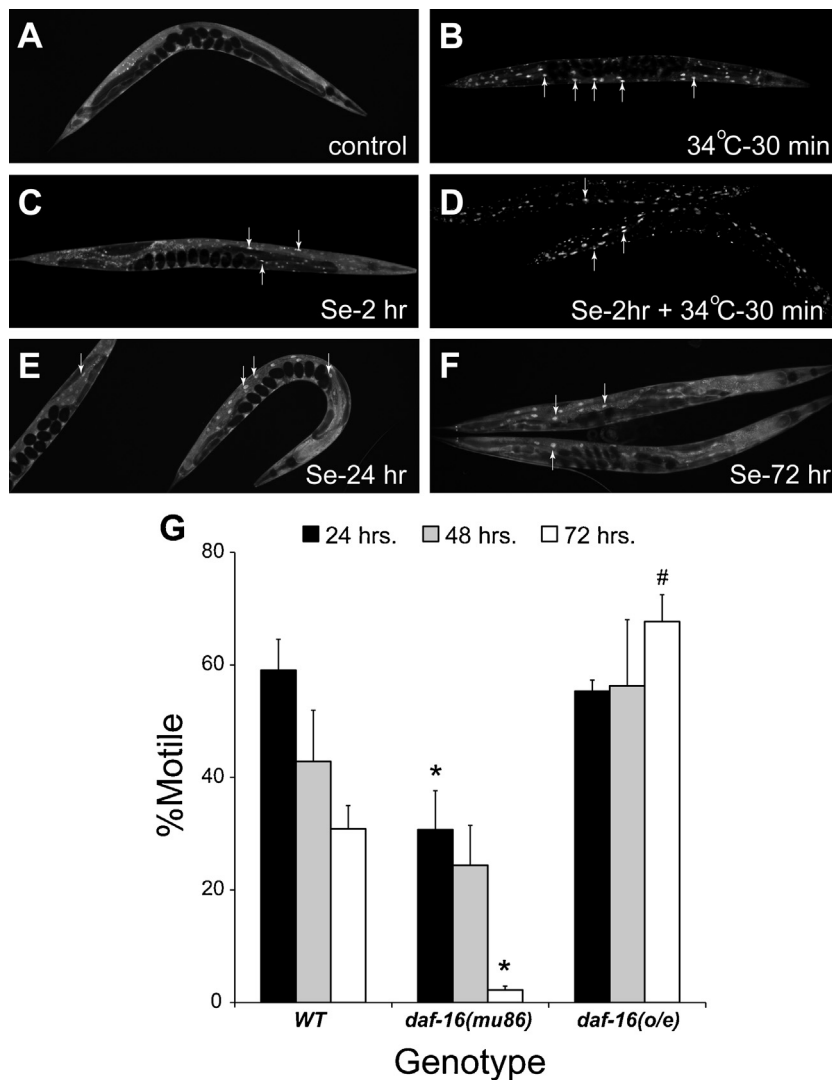 A
control
B
34°C-30 min
C
Se-2 hr
D
Se-2hr + 34°C-30 min
E
Se-24 hr
F
Se-72 hr
G
24 hrs. 48 hrs. 72 hrs.
80
60
40
20
0
%Motile
*
*
#
WT daf-16(mu86) daf-16(o/e)
Genotype